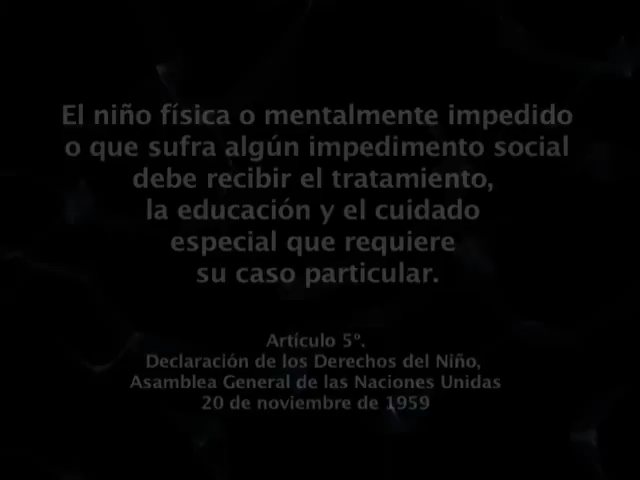 El niño física o mentalmente impedido
o que sufra algún impedimento social
debe recibir el tratamiento,
la educación y el cuidado
especial que requiere
su caso particular.
Artículo 5°.
Declaración de los Derechos del Niño,
Asamblea General de las Naciones Unidas
20 de noviembre de 1959